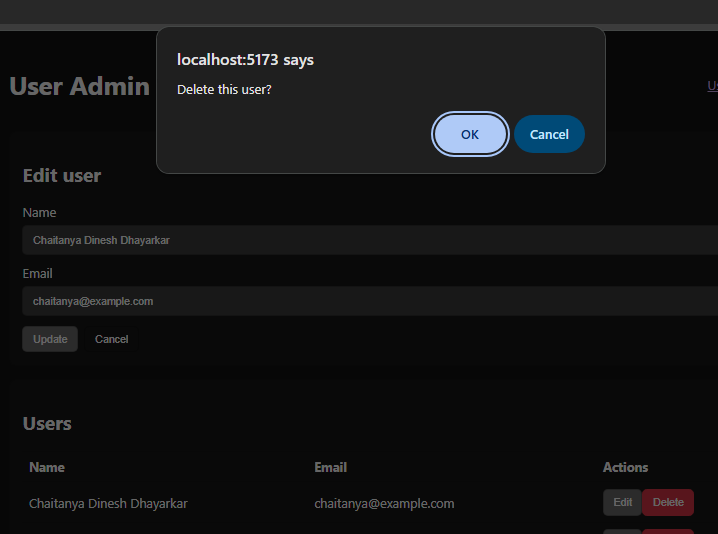 localhost:5173 says
Delete this user?
OK Cancel
User Admin
Edit user
Name
Chaitanya Dinesh Dhayarkar
Email
chaitanya@example.com
Update Cancel
Users
Name Email Actions
Chaitanya Dinesh Dhayarkar chaitanya@example.com Edit Delete